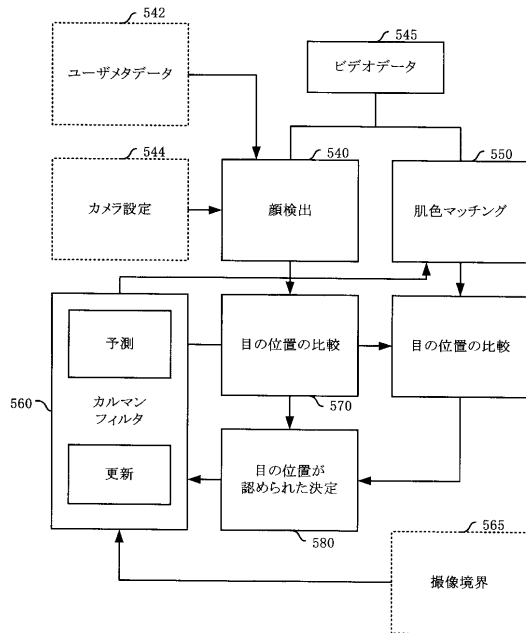 542
ユーザメタデータ
545
ビデオデータ
544
カメラ設定
540
顔検出
550
肌色マッチング
予測
カルマン
フィルタ
更新
560
目の位置の比較
570
目の位置の比較
目の位置が
認められた決定
580
565
撮像境界